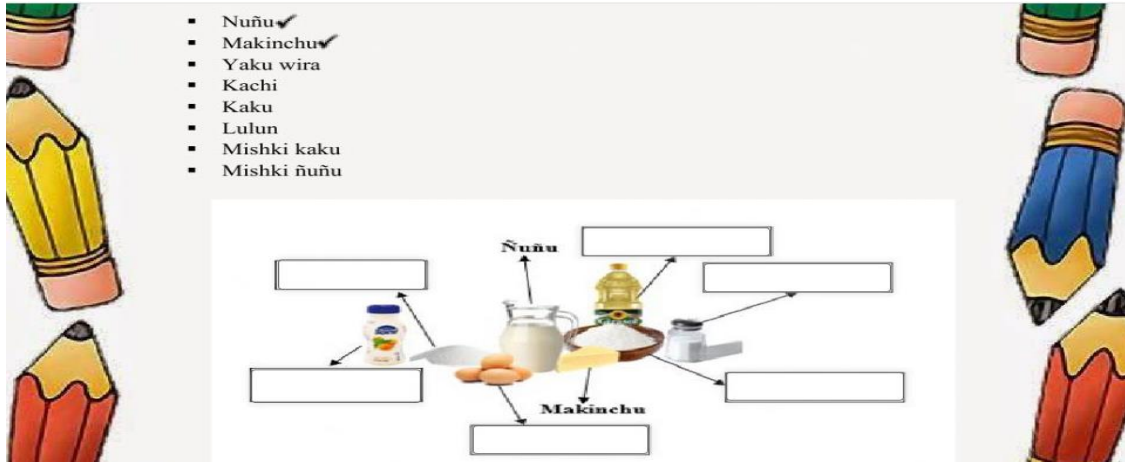 Nuñu
Makinchu
Yaku wira
Kachi
Kaku
Lulun
Mishki kaku
Mishki ñuñu
Ñuñu
Makinchu